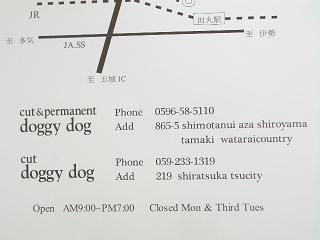 JR
田丸駅
至 多気
JA.SS
至 伊勢
至 玉城 IC
cut & permanent
doggy dog
Phone 0596-58-5110
Add 865-5 shimotanui aza shiroyama
tamaki wataraicountry
cut
doggy dog
Phone 059-233-1319
Add 219 shiratsuka tsucity
Open AM9:00~PM7:00 Closed Mon & Third Tues